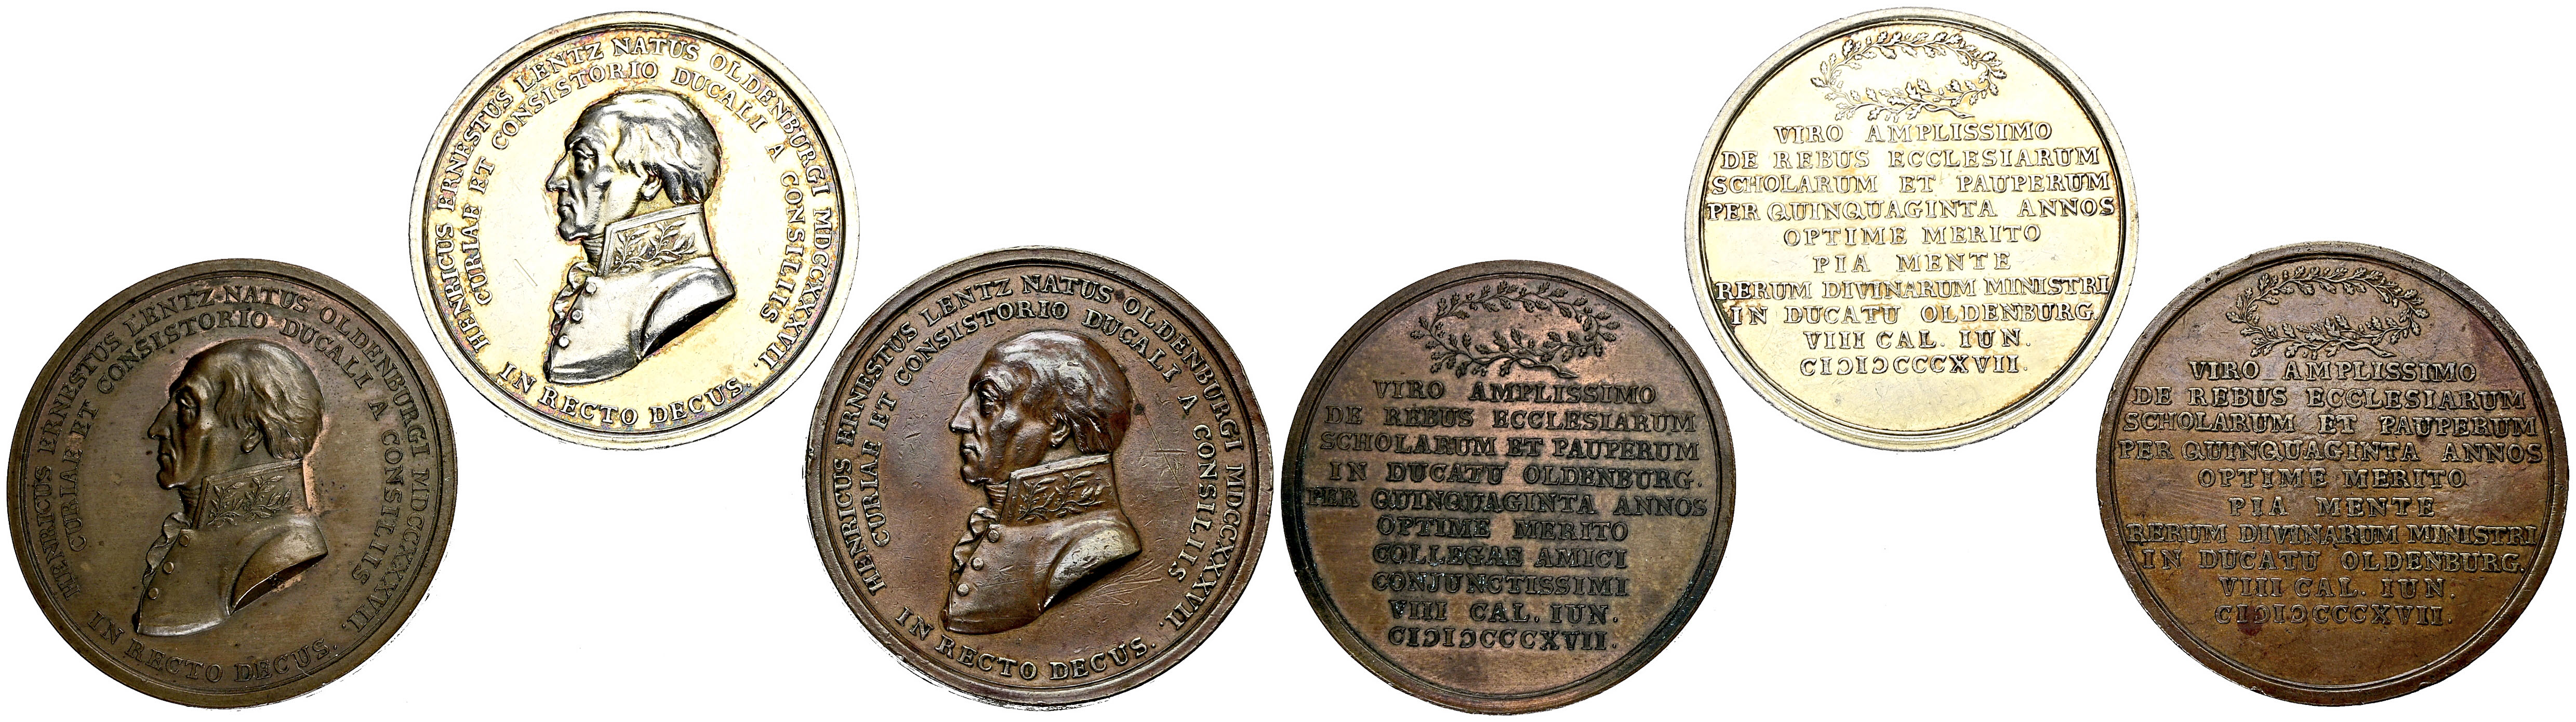 HENRICUS ERNESTUS LENTZ NATUS OLDENBURGI MDCCXXXXVII.
CURIAE ET CONSISTORIO DUCALI A CONSILIIS
IN RECTO DECUS.
HENRICUS ERNESTUS LENTZ NATUS OLDENBURGI MDCCXXXXVII.
CURIAE ET CONSISTORIO DUCALI A CONSILIIS
IN RECTO DECUS.
HENRICUS ERNESTUS LENTZ NATUS OLDENBURGI MDCCXXXXVII.
CURIAE ET CONSISTORIO DUCALI A CONSILIIS
IN RECTO DECUS.
VIRO AMPLISSIMO
DE REBUS ECCLESIARUM
SCHOLARUM ET PAUPERUM
IN DUCATU OLDENBURG.
PER QUINQUAGINTA ANNOS
OPTIME MERITO
COLLEGAE AMICI
CONJUNCTISSIMI
VIII CAL. IUN.
CIƆIƆCCCXVII.
VIRO AMPLISSIMO
DE REBUS ECCLESIARUM
SCHOLARUM ET PAUPERUM
PER QUINQUAGINTA ANNOS
OPTIME MERITO
PIA MENTE
RERUM DIVINARUM MINISTRI
IN DUCATU OLDENBURG.
VIII CAL. IUN.
CIƆIƆCCCXVII.
VIRO AMPLISSIMO
DE REBUS ECCLESIARUM
SCHOLARUM ET PAUPERUM
PER QUINQUAGINTA ANNOS
OPTIME MERITO
PIA MENTE
RERUM DIVINARUM MINISTRI
IN DUCATU OLDENBURG.
VIII CAL. IUN.
CIƆIƆCCCXVII.